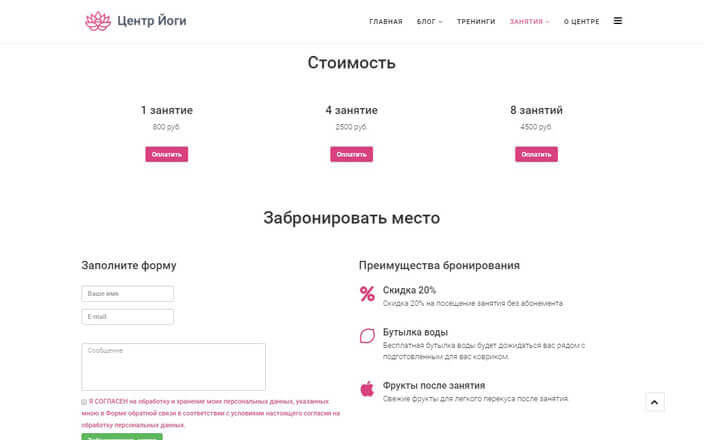 Центр Йоги
ГЛАВНАЯ БЛОГ ТРЕНИНГИ ЗАНЯТИЯ О ЦЕНТРЕ
Стоимость
1 занятие 4 занятие 8 занятий
800 руб. 2500 руб. 4500 руб.
Оплатить Оплатить Оплатить
Забронировать место
Заполните форму
Ваше имя
E-mail
Сообщение
Я СОГЛАСЕН на обработку и хранение моих персональных данных, указанных
мною в Форме обратной связи в соответствии с условиями настоящего согласия на
обработку персональных данных.
Преимущества бронирования
Скидка 20%
Скидка 20% на посещение занятия без абонемента.
Бутылка воды
Бесплатная бутылка воды будет дожидаться вас рядом с
подготовленным для вас ковриком.
Фрукты после занятия
Свежие фрукты для легкого перекуса после занятия.